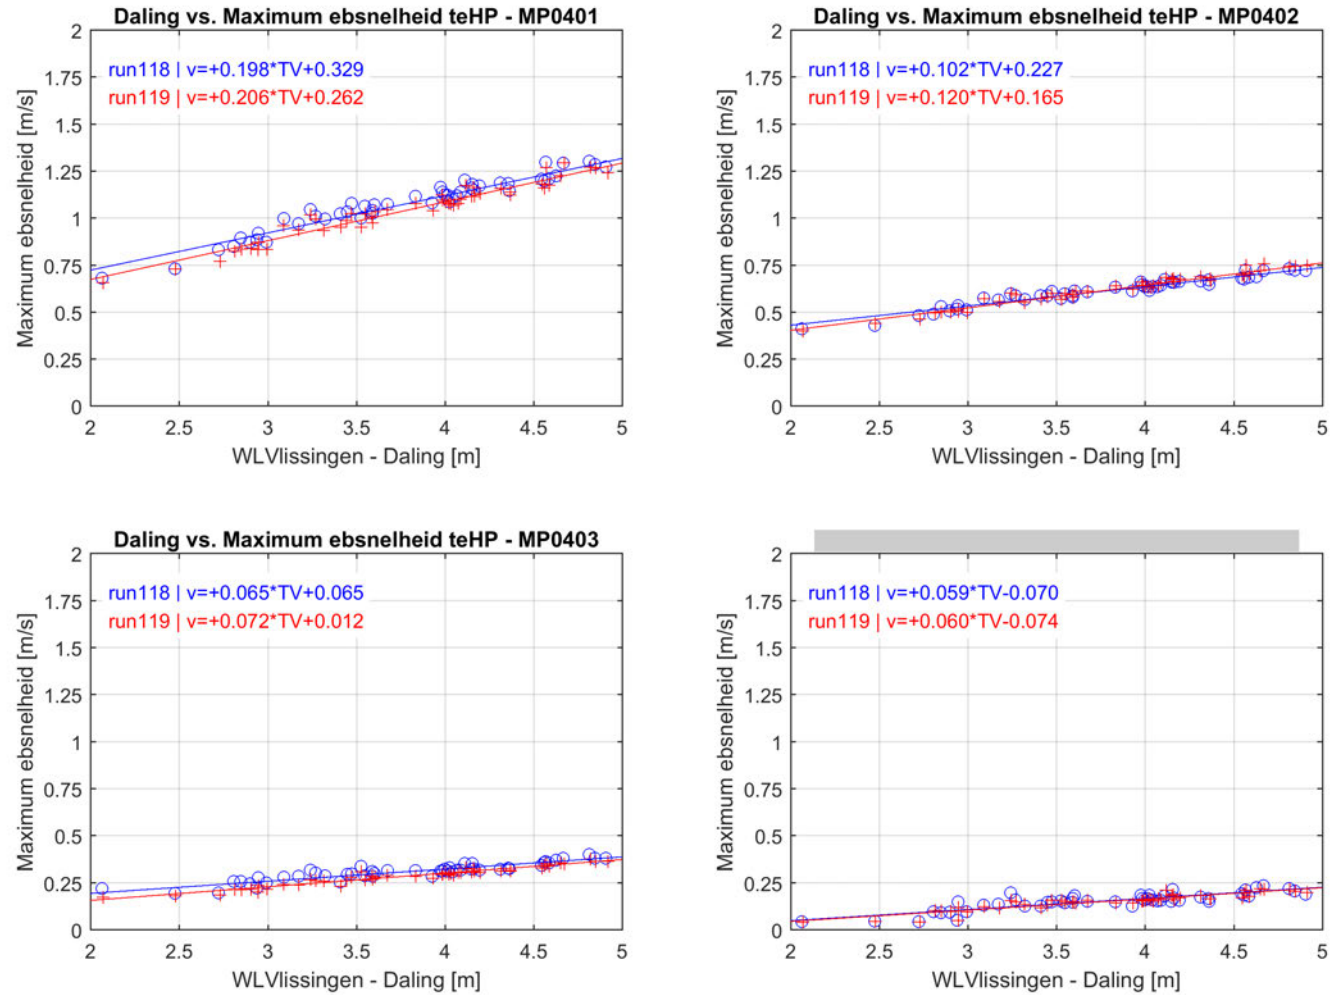 Daling vs. Maximum ebsnelheid teHP - MP0401
2
1.75
1.5
1.25
1
0.75
0.5
0.25
0
Maximum ebsnelheid [m/s]
run118 | v=+0.198*TV+0.329
run119 | v=+0.206*TV+0.262
2 2.5 3 3.5 4 4.5 5
WLVlissingen - Daling [m]
Daling vs. Maximum ebsnelheid teHP - MP0402
2
1.75
1.5
1.25
1
0.75
0.5
0.25
0
Maximum ebsnelheid [m/s]
run118 | v=+0.102*TV+0.227
run119 | v=+0.120*TV+0.165
2 2.5 3 3.5 4 4.5 5
WLVlissingen - Daling [m]
Daling vs. Maximum ebsnelheid teHP - MP0403
2
1.75
1.5
1.25
1
0.75
0.5
0.25
0
Maximum ebsnelheid [m/s]
run118 | v=+0.065*TV+0.065
run119 | v=+0.072*TV+0.012
2 2.5 3 3.5 4 4.5 5
WLVlissingen - Daling [m]
2
1.75
1.5
1.25
1
0.75
0.5
0.25
0
Maximum ebsnelheid [m/s]
run118 | v=+0.059*TV-0.070
run119 | v=+0.060*TV-0.074
2 2.5 3 3.5 4 4.5 5
WLVlissingen - Daling [m]